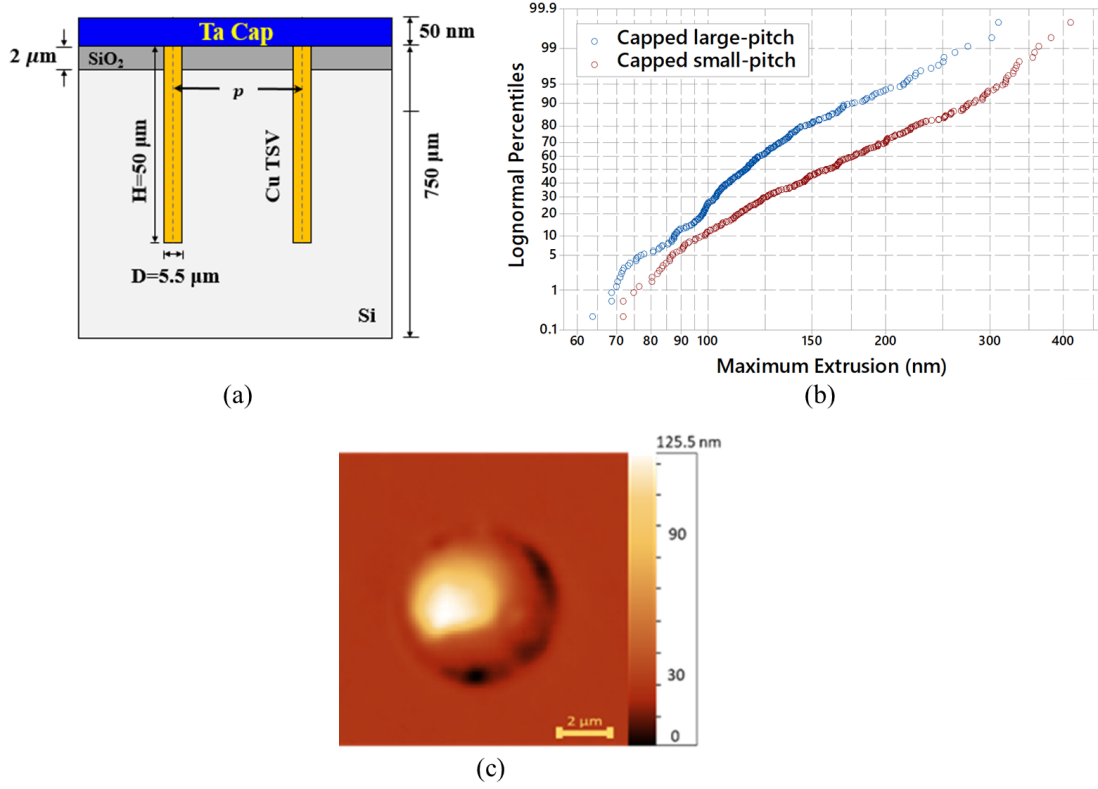 Ta Cap
50 nm
2 μm
SiO2
p
H=50 μm
Cu TSV
750 μm
D=5.5 μm
Si
(a)
99.9
99
95
90
80
70
60
50
40
30
20
10
5
1
0.1
Lognormal Percentiles
Capped large-pitch
Capped small-pitch
60
70
80
90
100
150
200
300
400
Maximum Extrusion (nm)
(b)
125.5 nm
90
30
0
2 μm
(c)